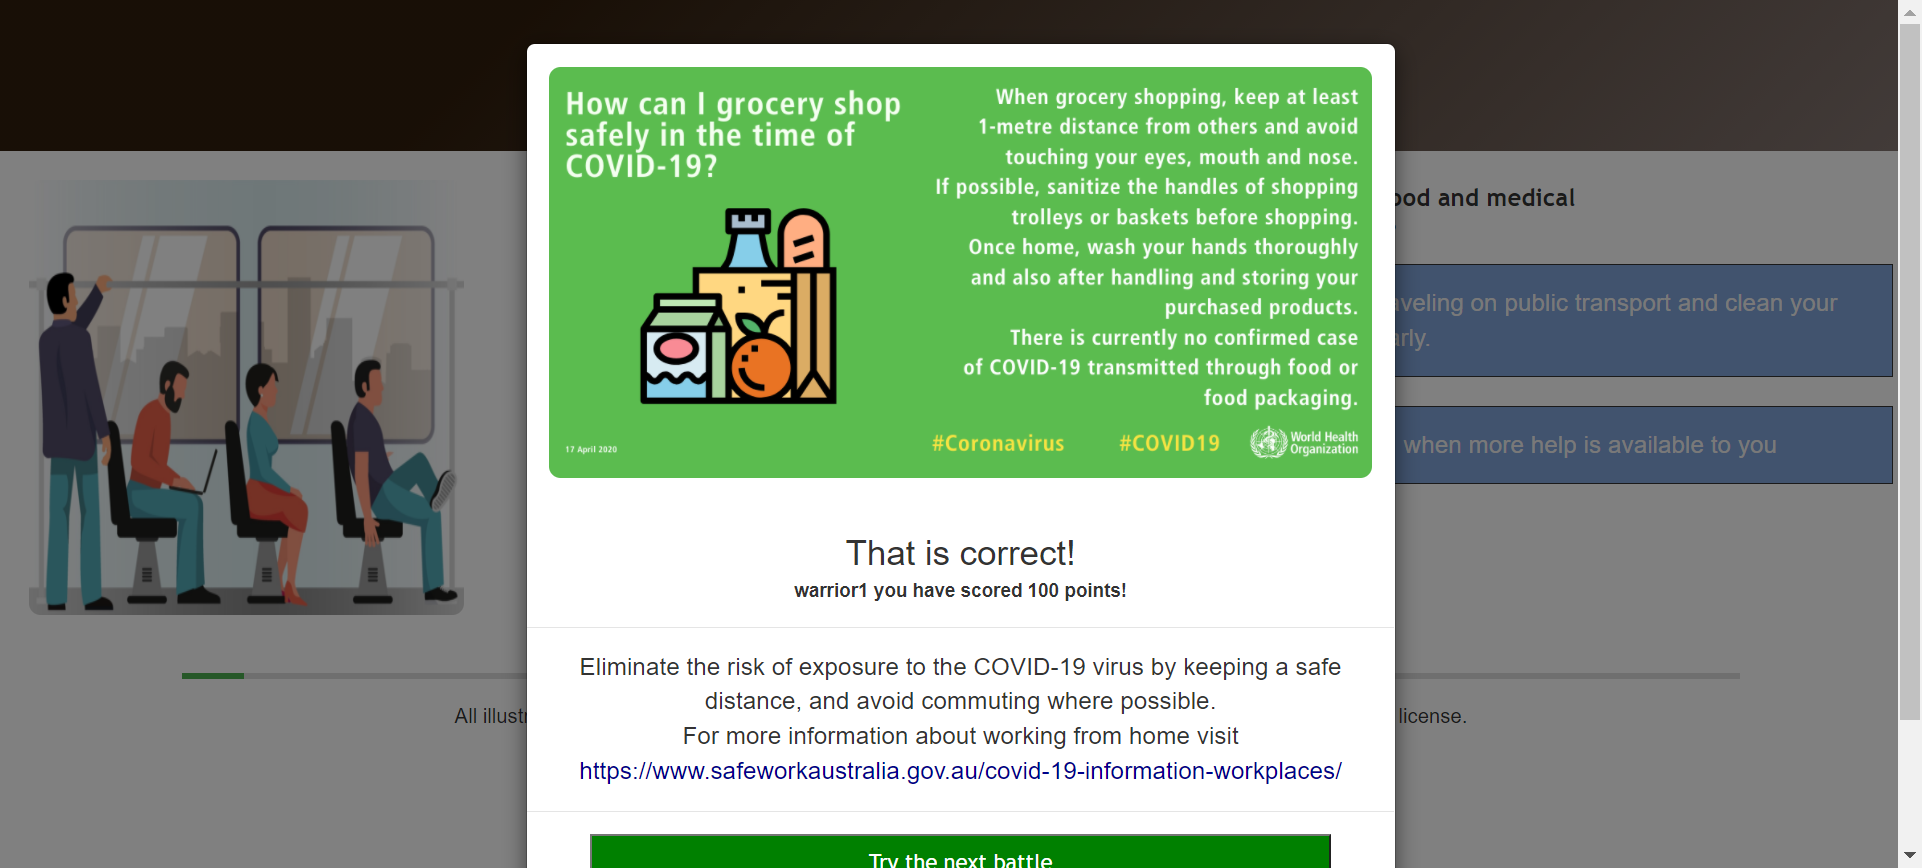 How can I grocery shop
safely in the time of
COVID-19?
When grocery shopping, keep at least
1-metre distance from others and avoid
touching your eyes, mouth and nose.
If possible, sanitize the handles of shopping
trolleys or baskets before shopping.
Once home, wash your hands thoroughly
and also after handling and storing your
purchased products.
There is currently no confirmed case
of COVID-19 transmitted through food or
food packaging.
17 April 2020
#Coronavirus #COVID19
World Health
Organization
and medical
on public transport and clean your
when more help is available to you
That is correct!
warrior1 you have scored 100 points!
Eliminate the risk of exposure to the COVID-19 virus by keeping a safe
distance, and avoid commuting where possible.
For more information about working from home visit
https://www.safeworkaustralia.gov.au/covid-19-information-workplaces/
All
license.
Try the next battle